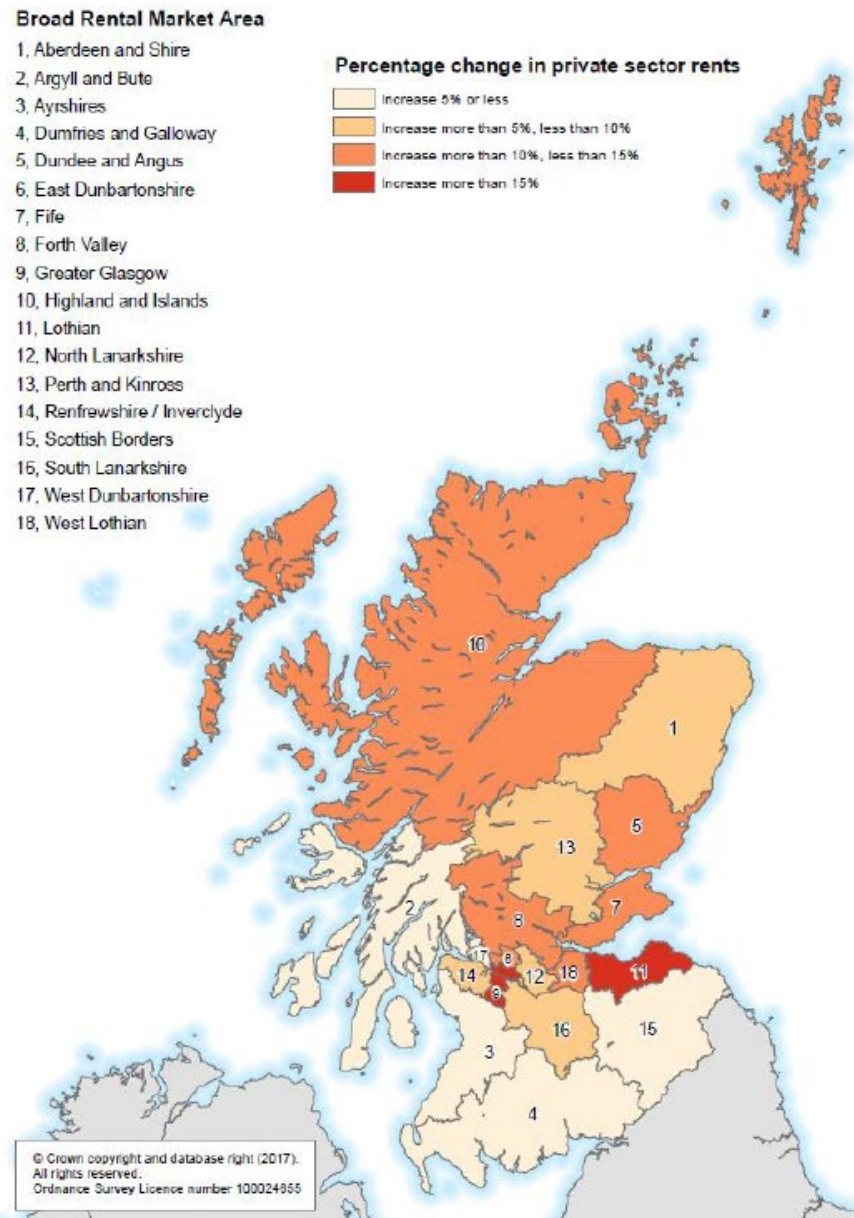 Broad Rental Market Area
1, Aberdeen and Shire
2, Argyll and Bute
3, Ayrshires
4, Dumfries and Galloway
5, Dundee and Angus
6, East Dunbartonshire
7, Fife
8, Forth Valley
9, Greater Glasgow
10, Highland and Islands
11, Lothian
12, North Lanarkshire
13, Perth and Kinross
14, Renfrewshire / Inverclyde
15, Scottish Borders
16, South Lanarkshire
17, West Dunbartonshire
18, West Lothian
Percentage change in private sector rents
Increase 5% or less
Increase more than 5%, less than 10%
Increase more than 10%, less than 15%
Increase more than 15%
10
1
5
13
2
7
8
17
6
14
12
18
11
9
16
15
3
4
© Crown copyright and database right (2017).
All rights reserved.
Ordnance Survey Licence number 100024655